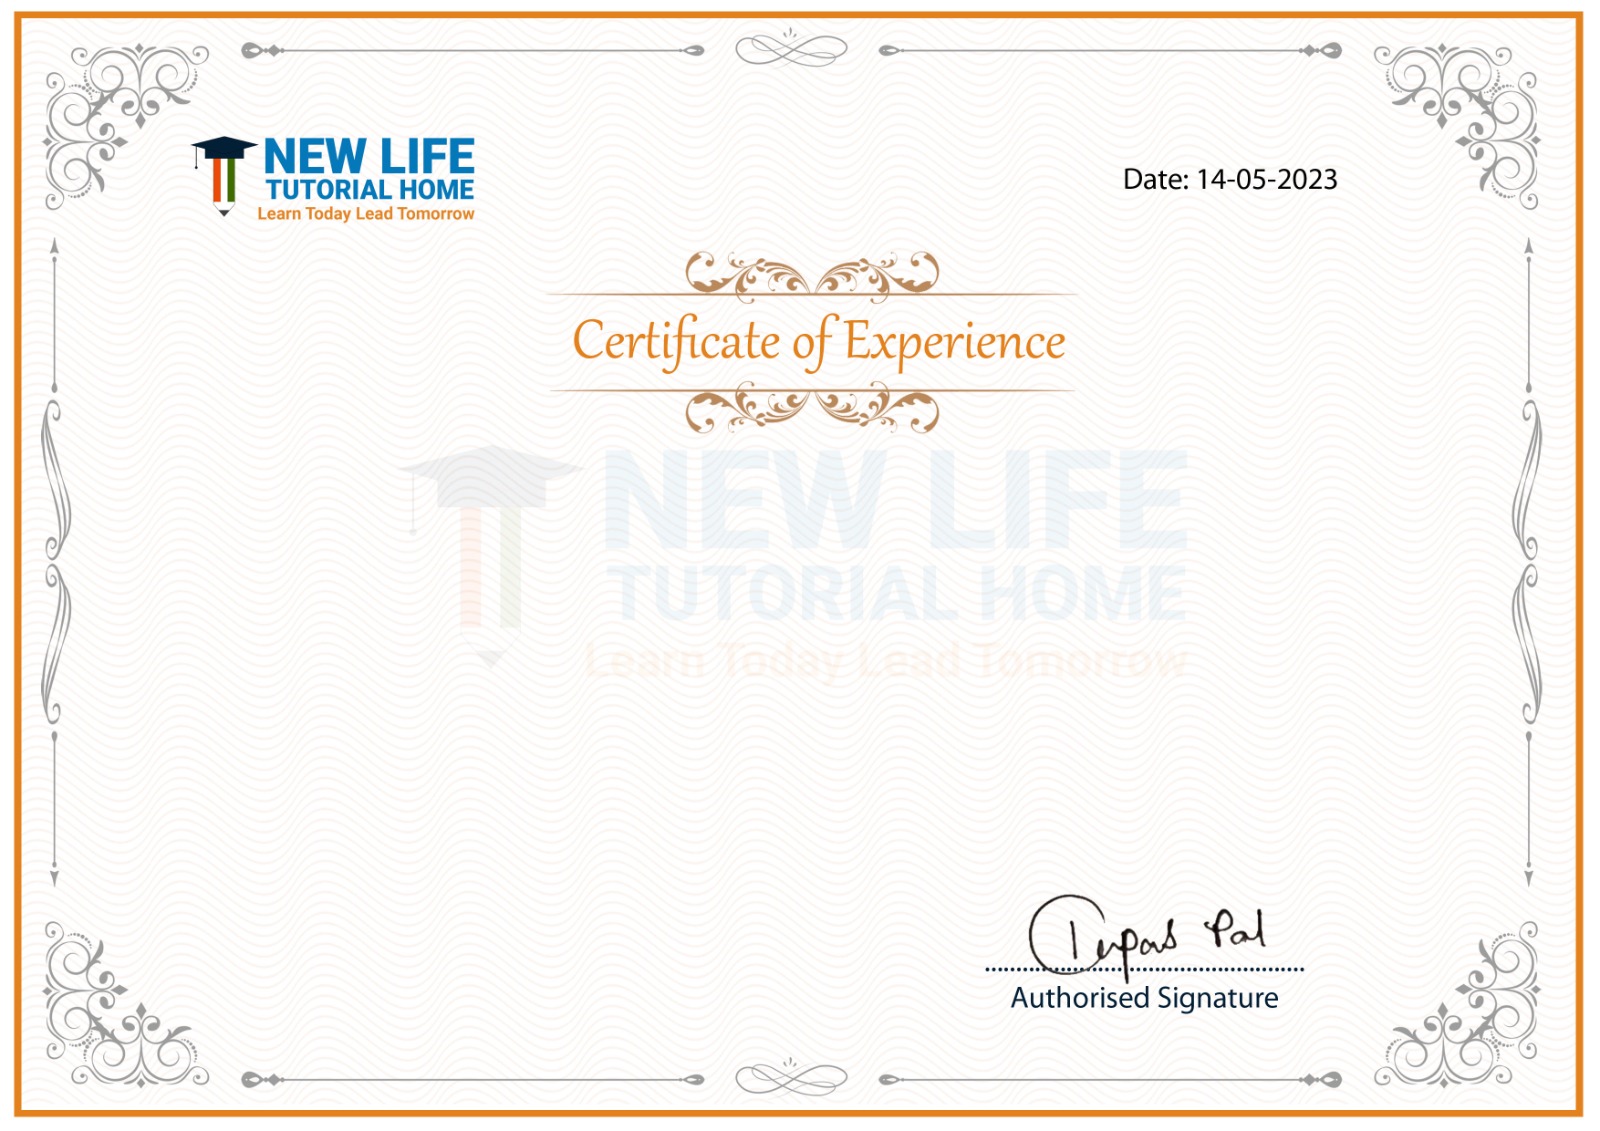 NEW LIFE
TUTORIAL HOME
Learn Today Lead Tomorrow
Date: 14-05-2023
Certificate of Experience
NEW LIFE
TUTORIAL HOME
Learn Today Lead Tomorrow
Pal
Authorised Signature